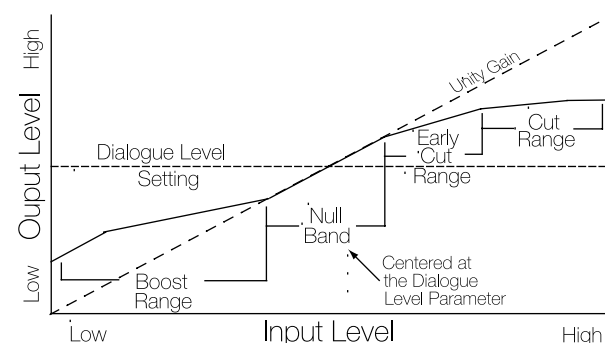 High
Ouput Level
Low
Unity Gain
Dialogue Level
Setting
Early
Cut
Range
Cut
Range
Null
Band
Boost
Range
Centered at
the Dialogue
Level Parameter
Low
Input Level
High